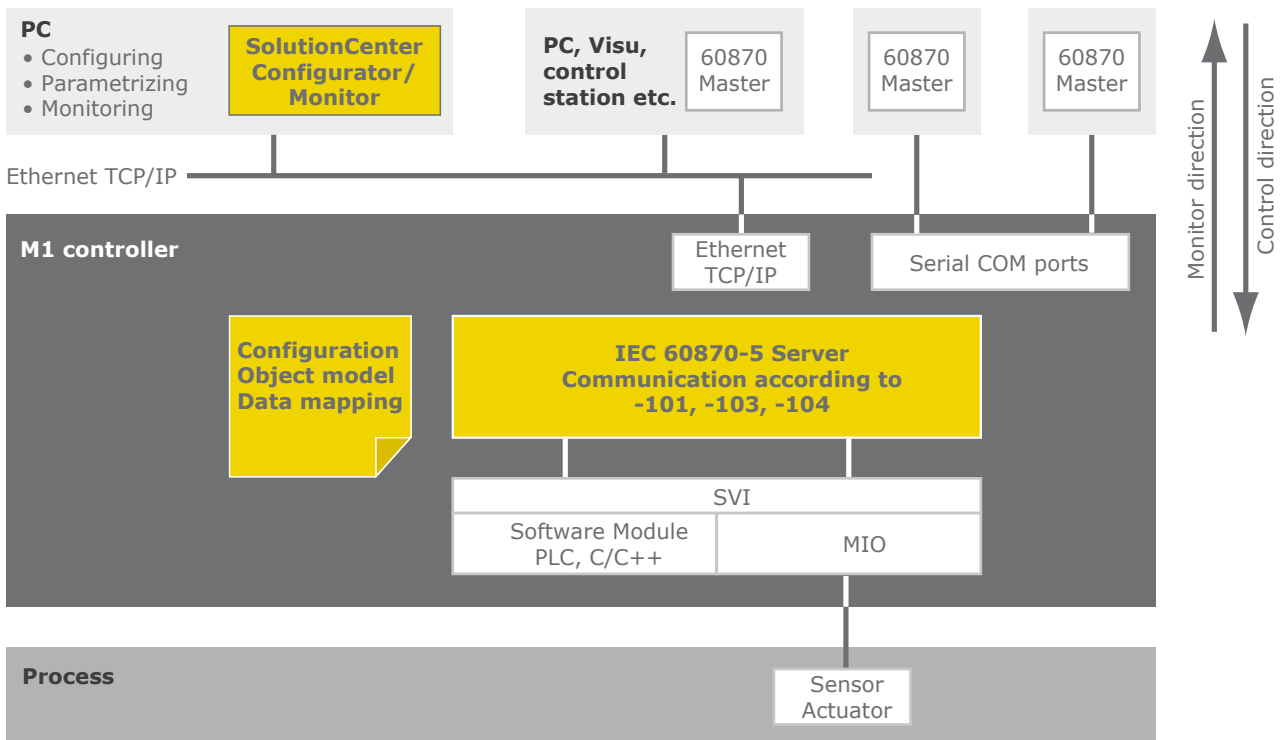 PC
• Configuring
• Parametrizing
• Monitoring
SolutionCenter
Configurator/
Monitor
PC, Visu,
control
station etc.
60870
Master
60870
Master
60870
Master
Monitor direction
Control direction
Ethernet TCP/IP
M1 controller
Ethernet
TCP/IP
Serial COM ports
Configuration
Object model
Data mapping
IEC 60870-5 Server
Communication according to
-101, -103, -104
SVI
Software Module
PLC, C/C++
MIO
Process
Sensor
Actuator